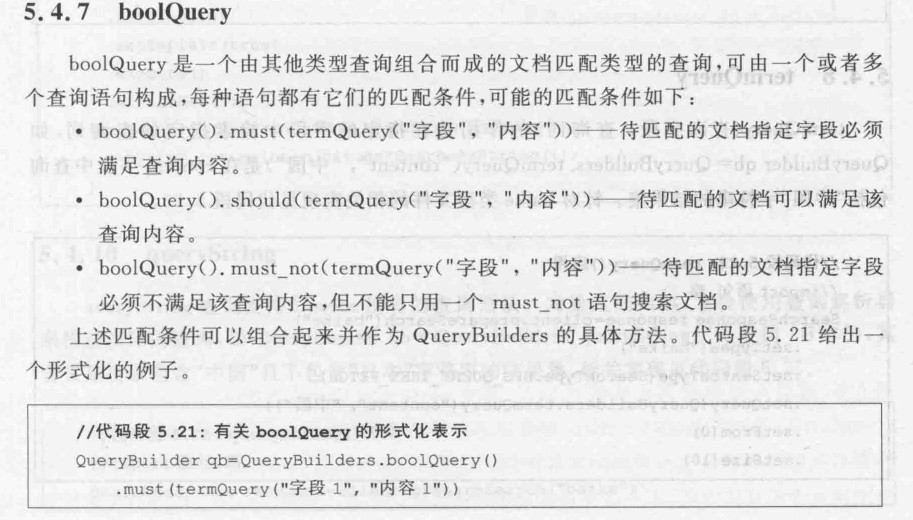 5.4.7 boolQuery
boolQuery 是一个由其他类型查询组合而成的文档匹配类型的查询,可由一个或者多
个查询语句构成,每种语句都有它们的匹配条件,可能的匹配条件如下:
• boolQuery().must(termQuery("字段", "内容"))——待匹配的文档指定字段必须
满足查询内容。
• boolQuery().should(termQuery("字段", "内容"))——待匹配的文档可以满足该
查询内容。
• boolQuery().must_not(termQuery("字段", "内容"))——待匹配的文档指定字段
必须不满足该查询内容,但不能只用一个 must_not 语句搜索文档。
上述匹配条件可以组合起来并作为 QueryBuilders 的具体方法。代码段 5.21 给出一
个形式化的例子。
//代码段 5.21: 有关 boolQuery 的形式化表示
QueryBuilder qb=QueryBuilders.boolQuery()
.must(termQuery("字段 1", "内容 1"))